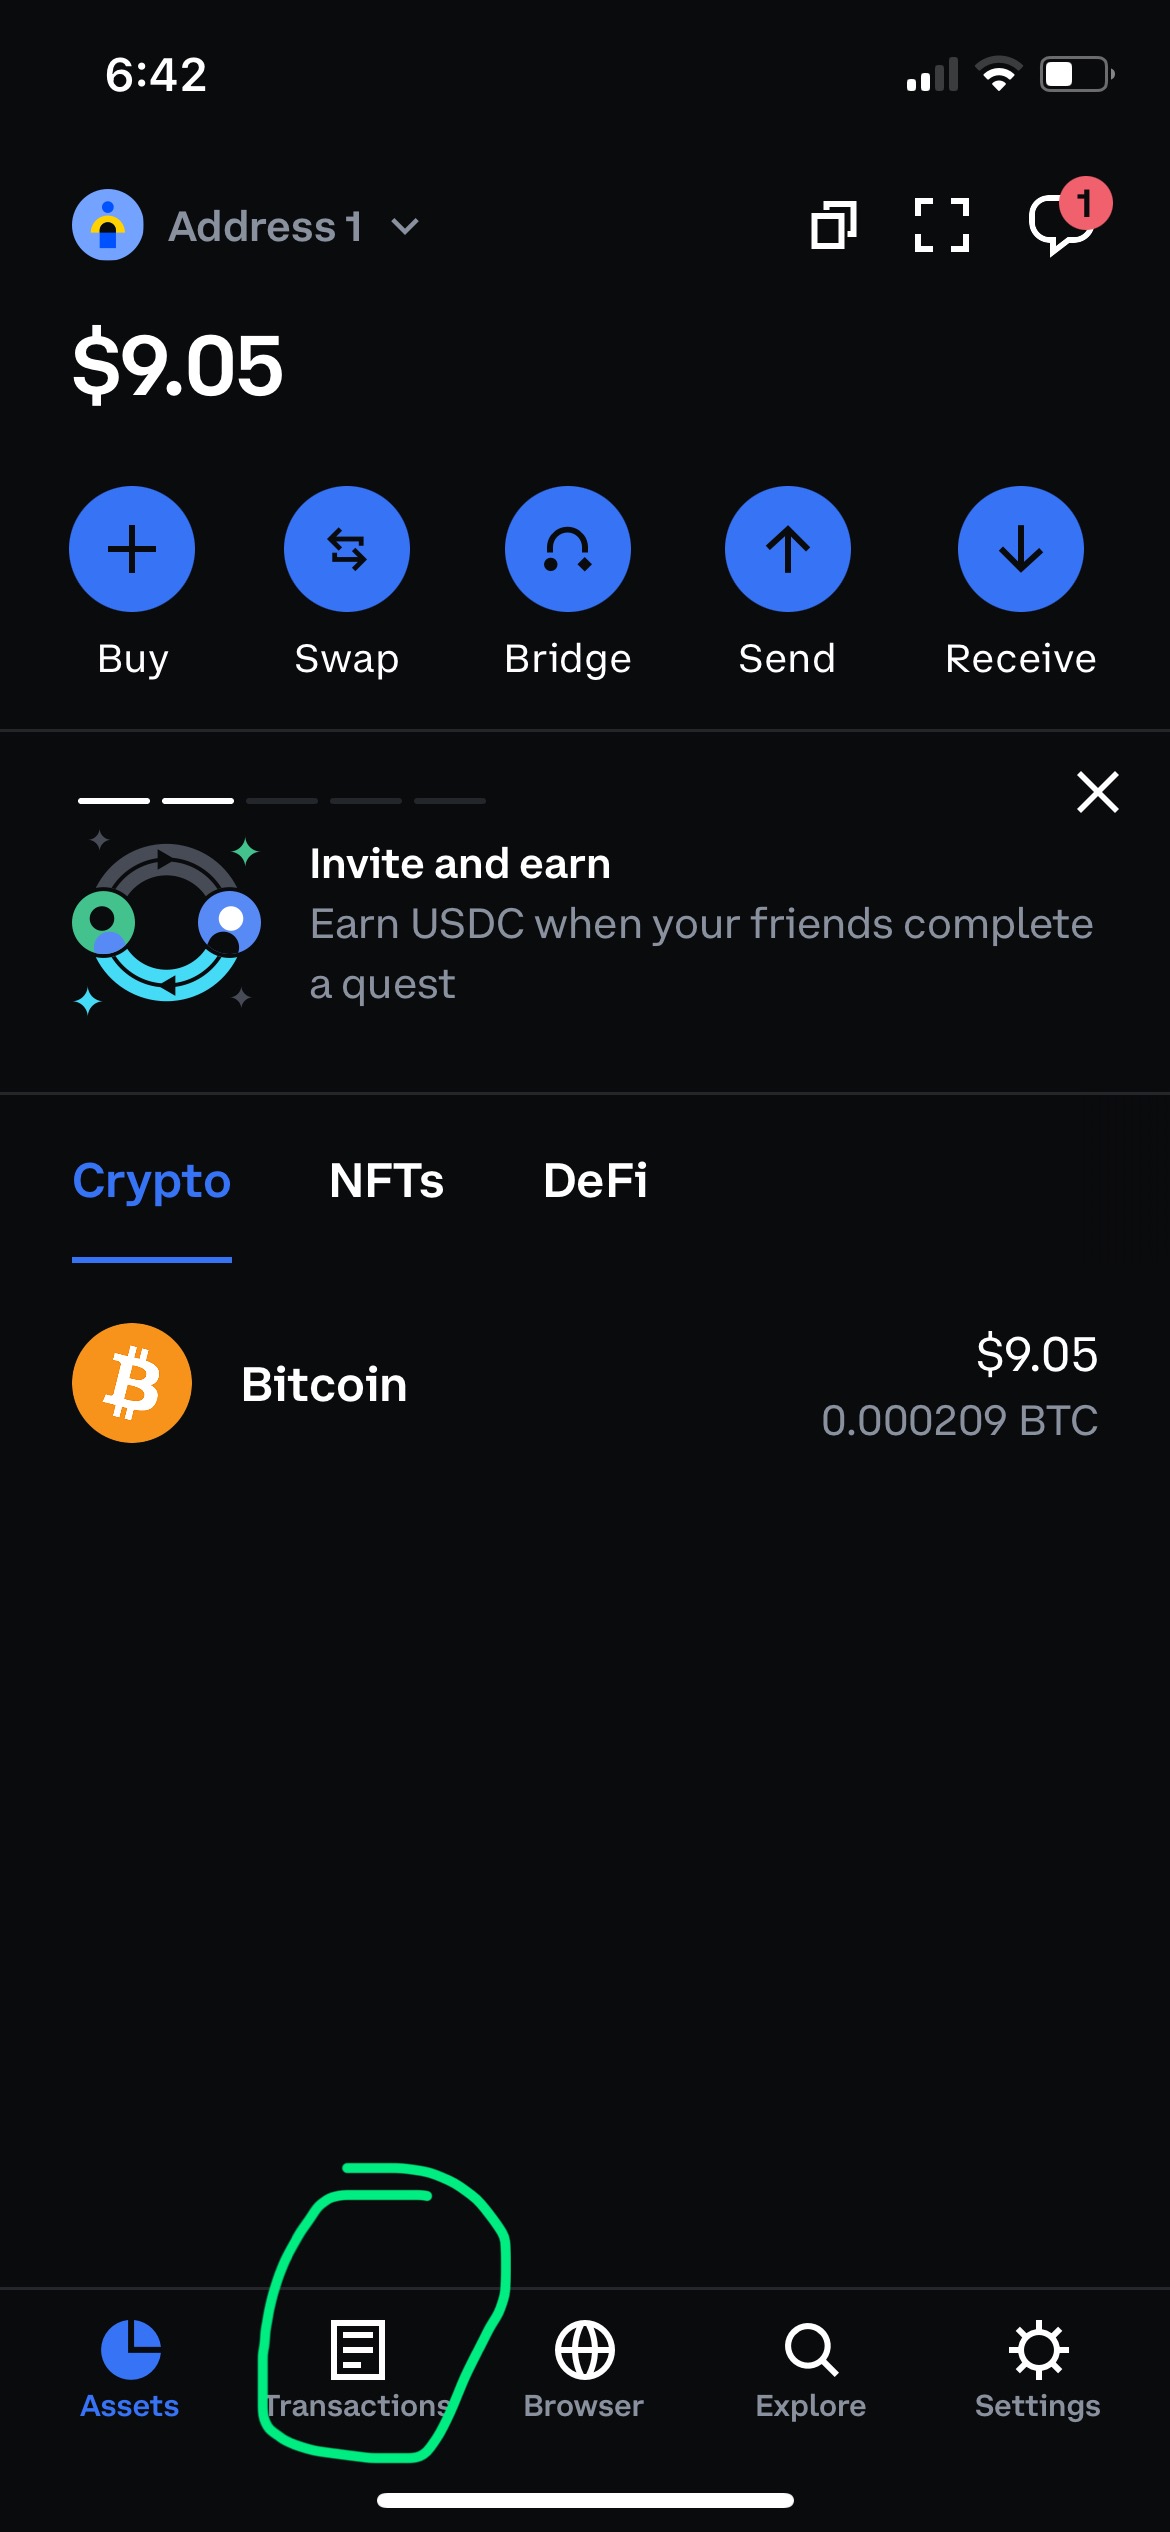 6:42
Address 1
1
$9.05
Buy Swap Bridge Send Receive
Invite and earn
Earn USDC when your friends complete
a quest
Crypto NFTs DeFi
Bitcoin
$9.05
0.000209 BTC
Assets Transactions Browser Explore Settings